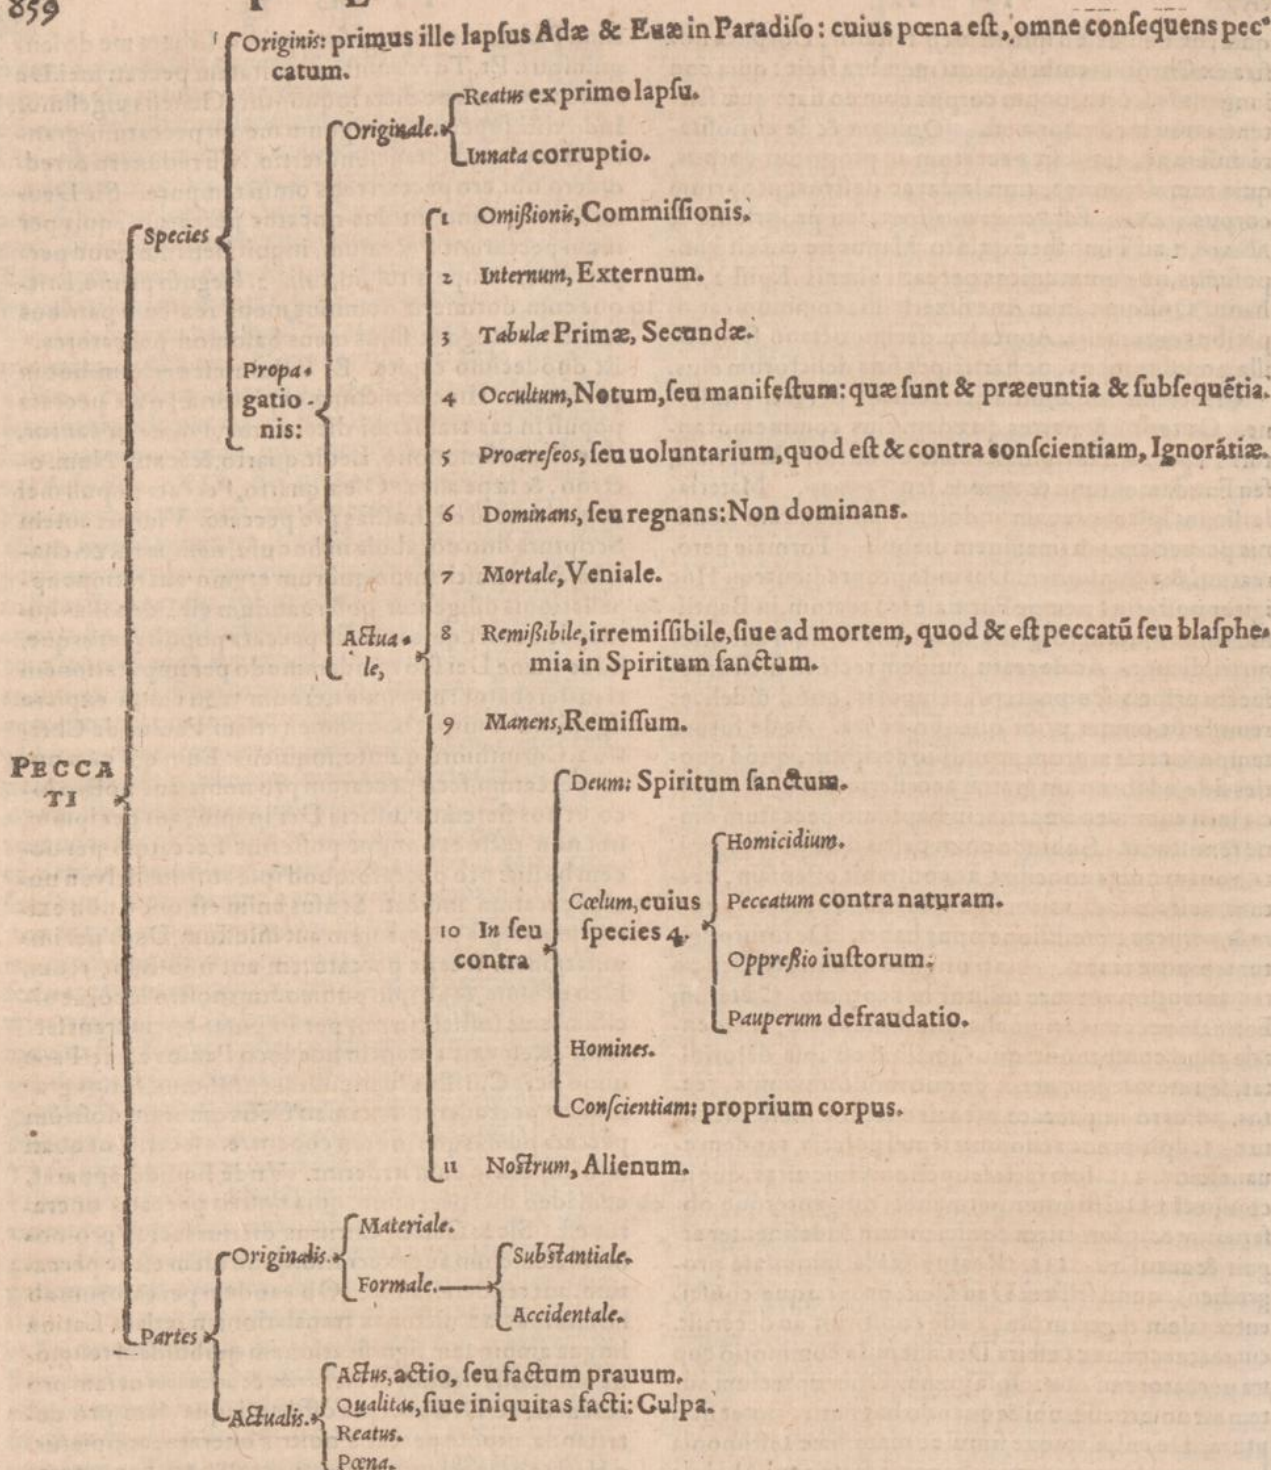 859
Originis: primus ille lapſus Adæ & Euæ in Paradiſo: cuius pœna eſt, omne conſequens pec-
catum.
Reatus ex primo lapſu.
Originale.
Innata corruptio.
1 Omißionis, Commiſſionis.
Species
2 Internum, Externum.
3 Tabulæ Primæ, Secundæ.
Propa-
gatio-
nis:
4 Occultum, Notum, ſeu manifeſtum: quæ ſunt & præeuntia & ſubſequẽtia.
5 Proæreſeos, ſeu uoluntarium, quod eſt & contra conſcientiam, Ignorátiæ.
6 Dominans, ſeu regnans: Non dominans.
7 Mortale, Veniale.
Actua-
le,
8 Remißibile, irremiſſibile, ſiue ad mortem, quod & eſt peccatũ ſeu blaſphe-
mia in Spiritum ſanctum.
9 Manens, Remiſſum.
PECCA
TI
Deum: Spiritum ſanctum.
Homicidium.
Cœlum, cuius
ſpecies 4.
Peccatum contra naturam.
10 In ſeu
contra
Oppreßio iuſtorum.
Pauperum defraudatio.
Homines.
Conſcientiam: proprium corpus.
11 Noſtrum, Alienum.
Materiale.
Originalis.
Subſtantiale.
Formale.
Accidentale.
Partes
Actus, actio, ſeu factum prauum.
Qualitas, ſiue iniquitas facti: Culpa.
Actualis.
Reatus.
Pœna.